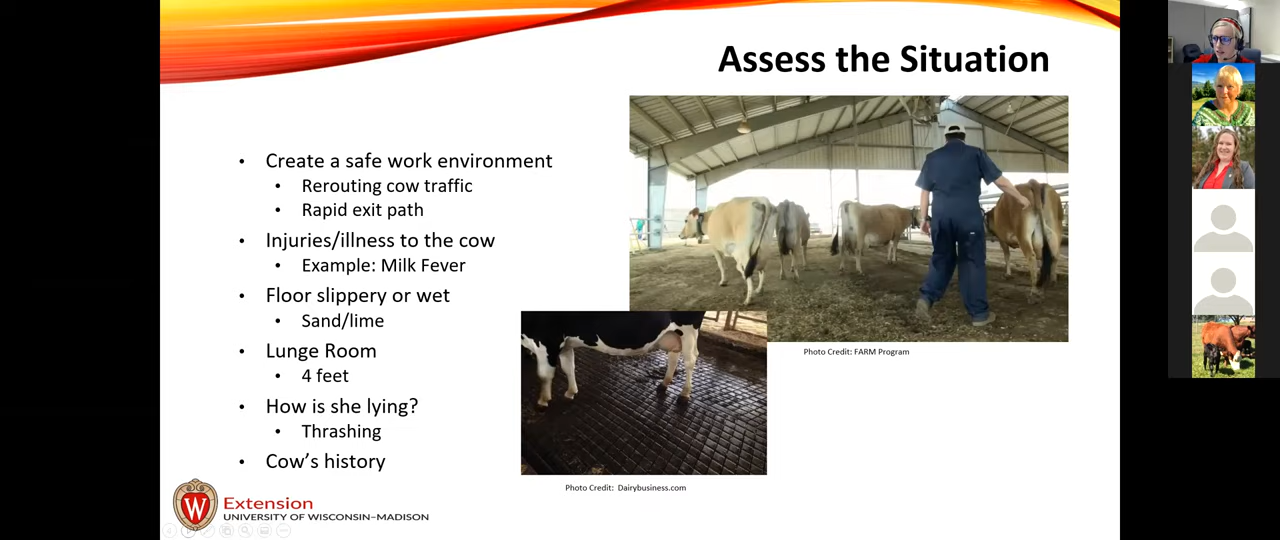 Assess the Situation
• Create a safe work environment
• Rerouting cow traffic
• Rapid exit path
• Injuries/illness to the cow
• Example: Milk Fever
• Floor slippery or wet
• Sand/lime
• Lunge Room
• 4 feet
• How is she lying?
• Thrashing
• Cow’s history
Photo Credit: FARM Program
Photo Credit: Dairybusiness.com
W
Extension
UNIVERSITY OF WISCONSIN–MADISON